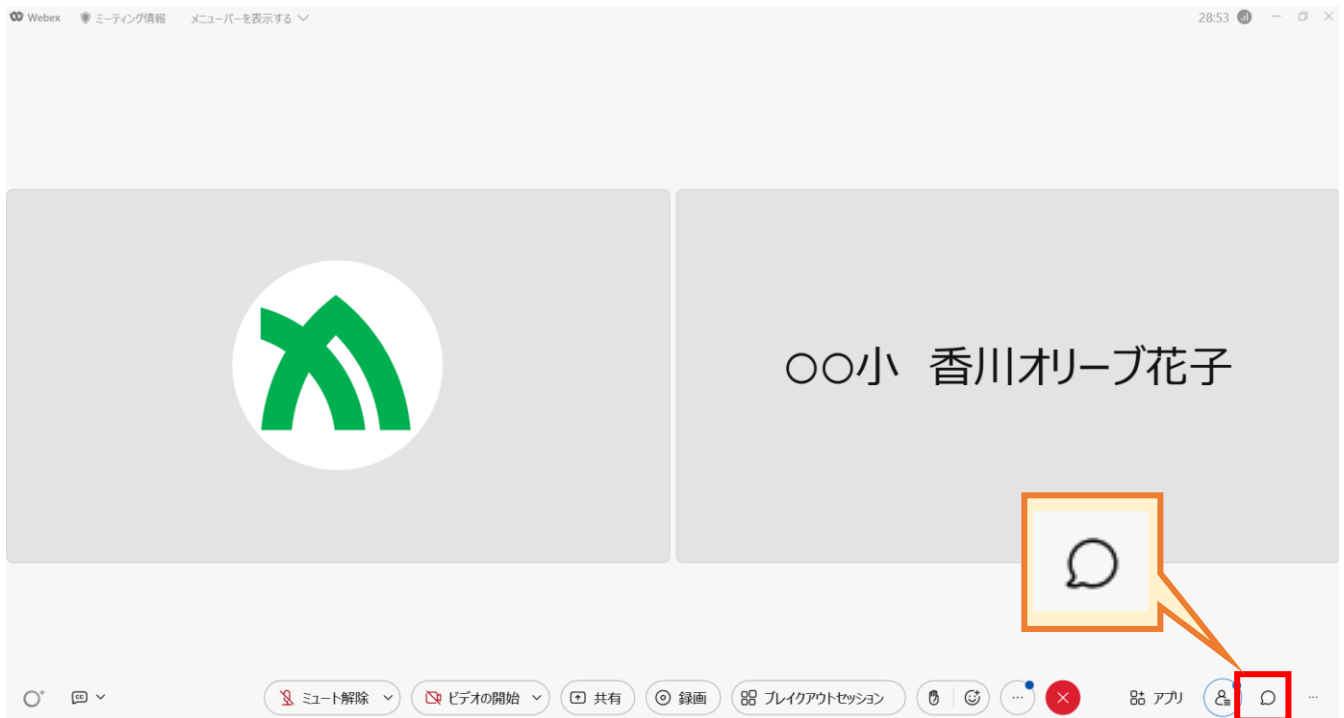 Webex ミーティング情報 メニューバーを表示する 28:53
○○小 香川オリーブ花子
CC ミュート解除 ビデオの開始 共有 録画 ブレイクアウトセッション アプリ